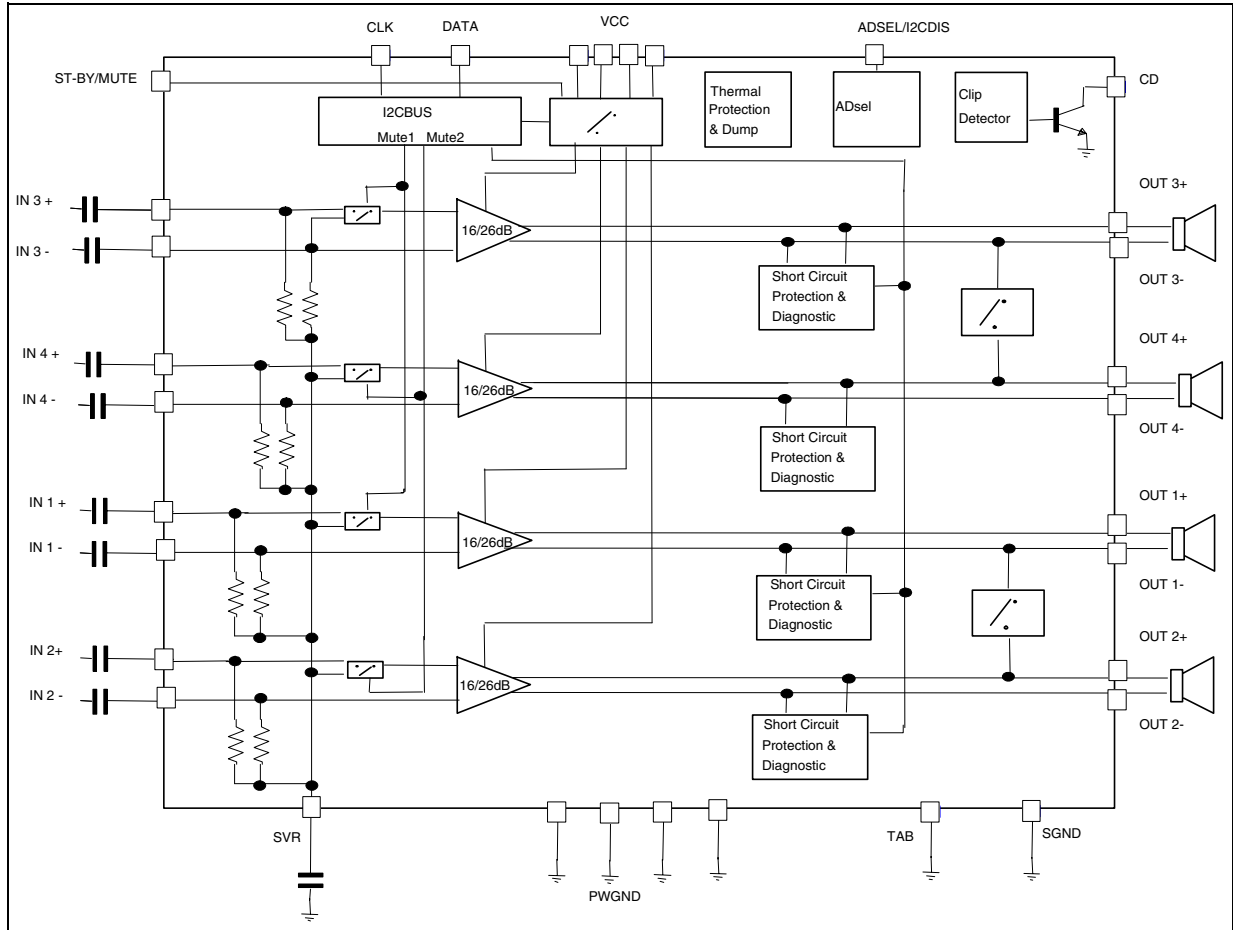 CLK
DATA
VCC
ADSEL/I2CDIS
ST-BY/MUTE
CD
I2CBUS
Mute1 Mute2
Thermal
Protection
& Dump
ADsel
Clip
Detector
IN 3 +
IN 3 -
16/26dB
OUT 3+
OUT 3-
Short Circuit
Protection &
Diagnostic
IN 4 +
IN 4 -
16/26dB
OUT 4+
OUT 4-
Short Circuit
Protection &
Diagnostic
IN 1 +
IN 1 -
16/26dB
OUT 1+
OUT 1-
Short Circuit
Protection &
Diagnostic
IN 2+
IN 2 -
16/26dB
OUT 2+
OUT 2-
Short Circuit
Protection &
Diagnostic
SVR
PWGND
TAB
SGND